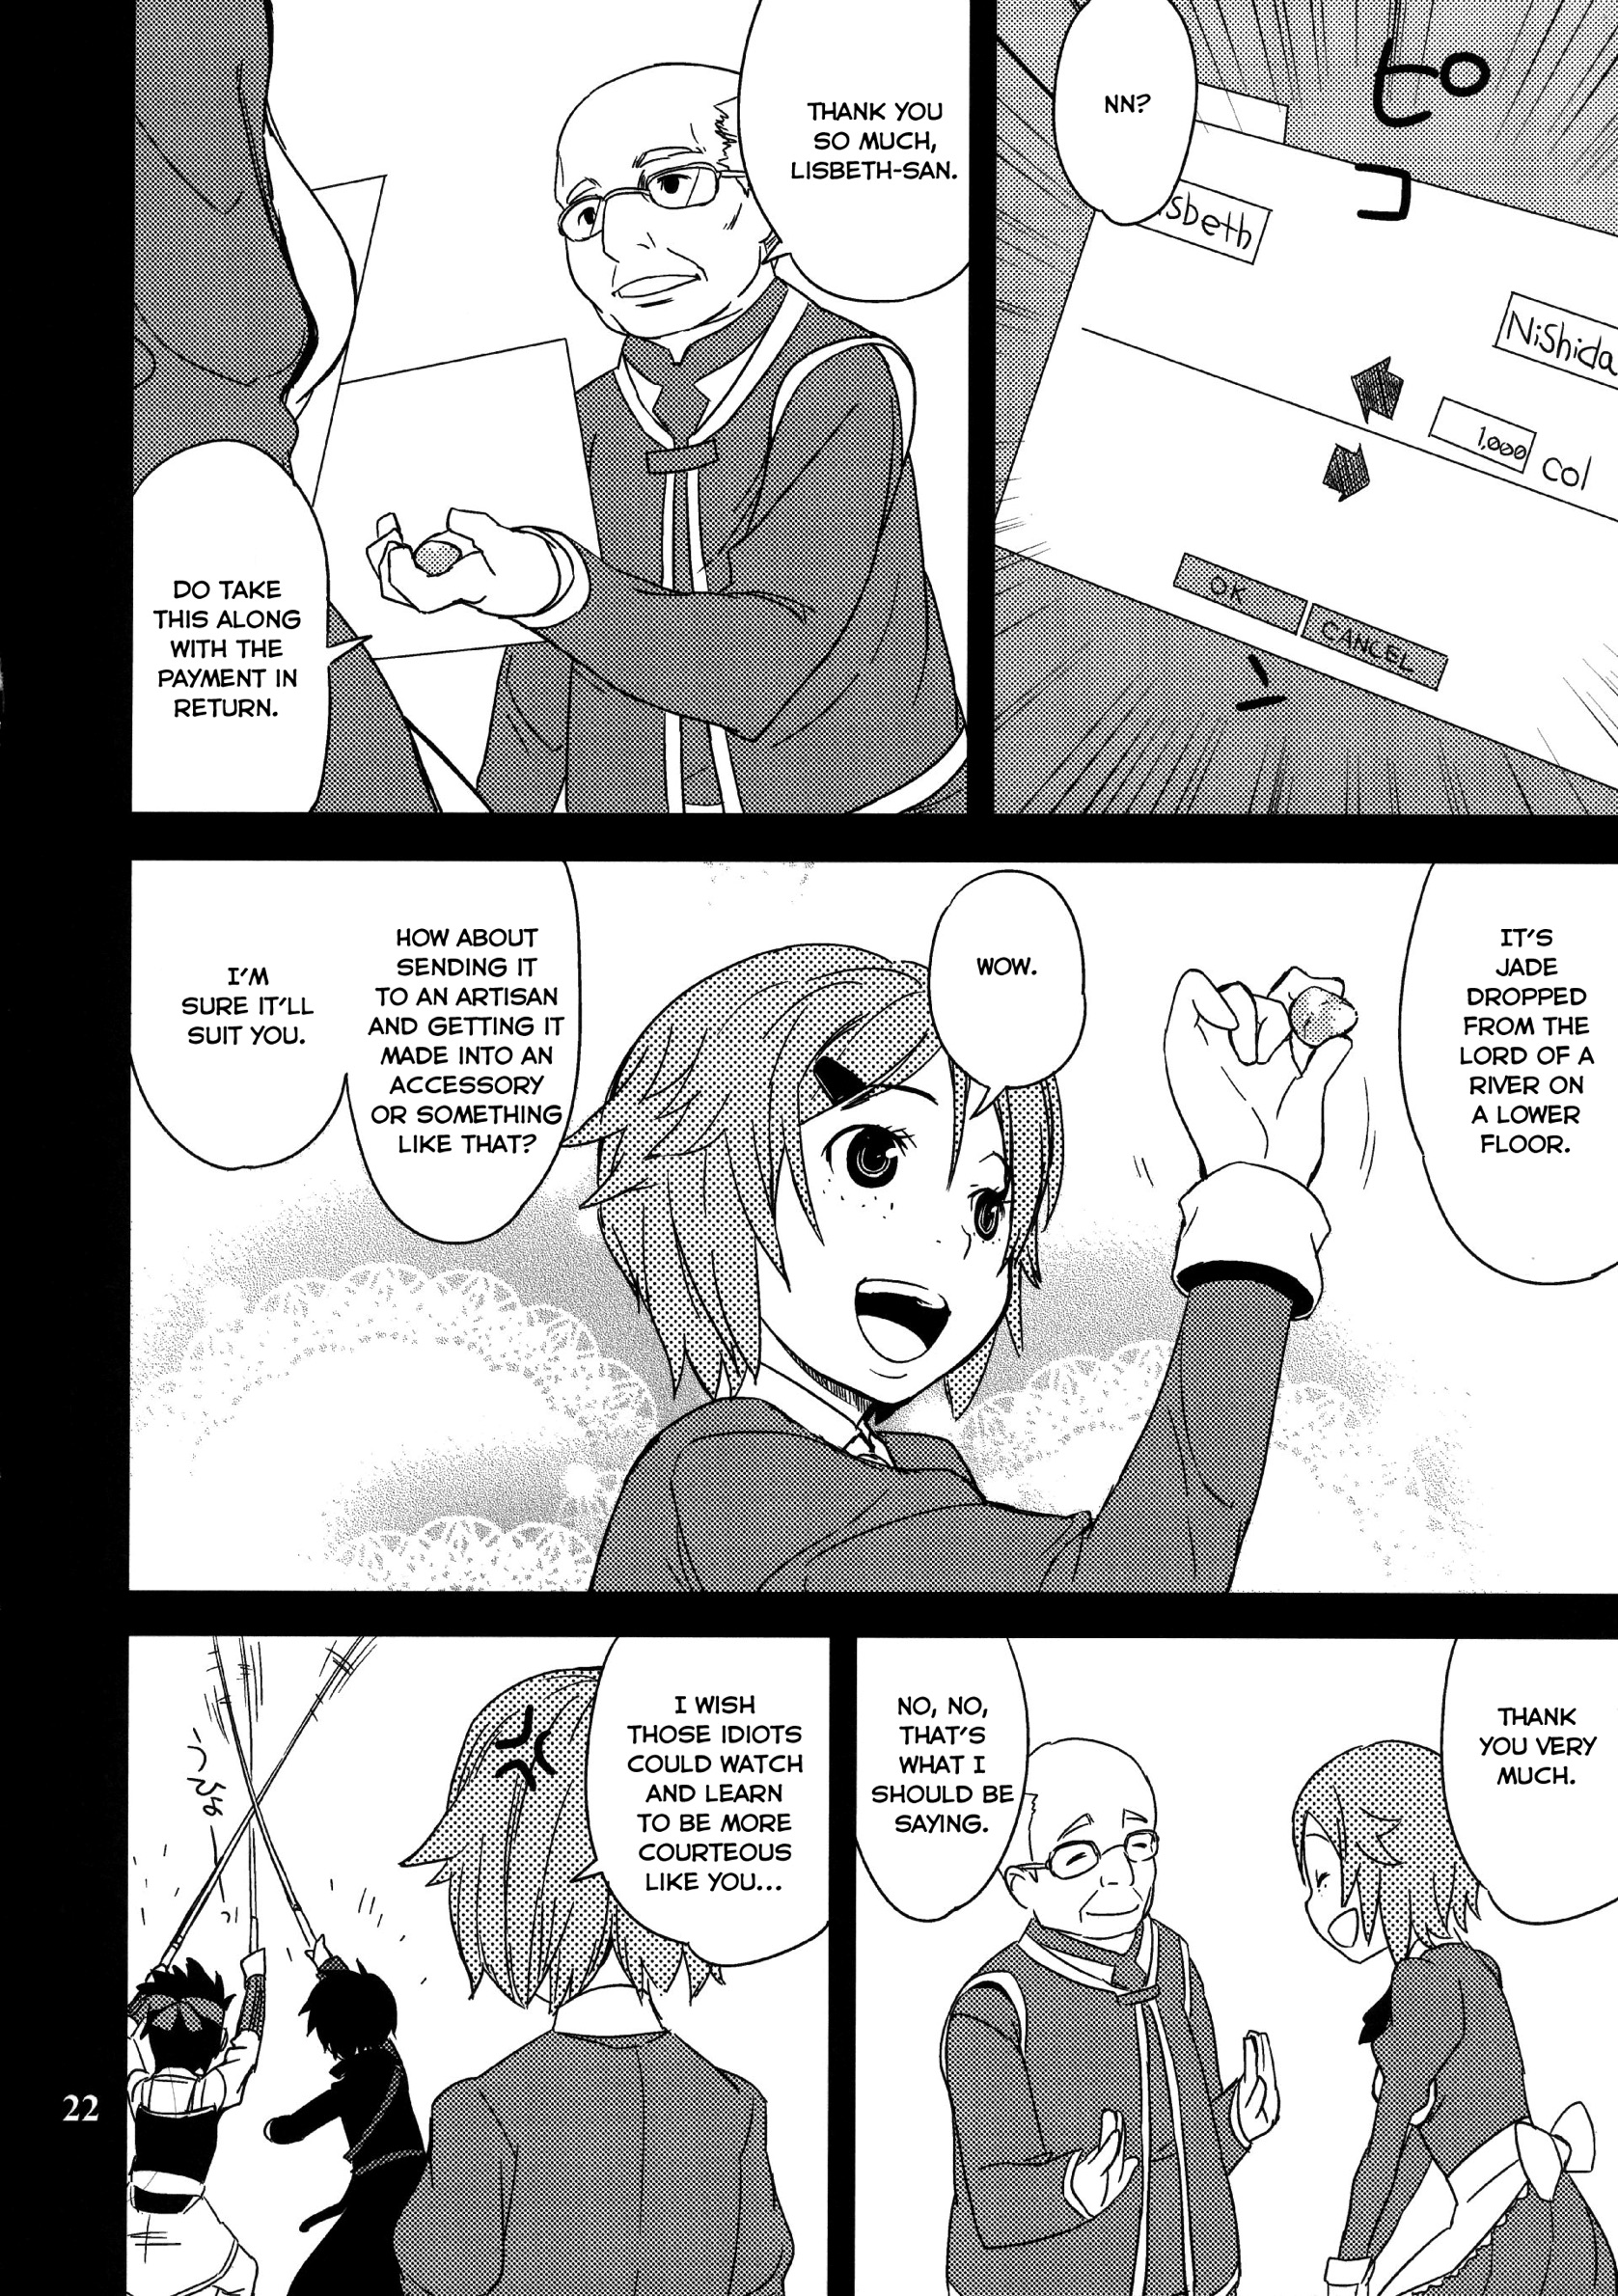 NN?
ピコ
ン
isbeth
Nishida
1,000 col
OK
CANCEL
THANK YOU
SO MUCH,
LISBETH-SAN.
DO TAKE
THIS ALONG
WITH THE
PAYMENT IN
RETURN.
IT'S
JADE
DROPPED
FROM THE
LORD OF A
RIVER ON
A LOWER
FLOOR.
WOW.
HOW ABOUT
SENDING IT
TO AN ARTISAN
AND GETTING IT
MADE INTO AN
ACCESSORY
OR SOMETHING
LIKE THAT?
I'M
SURE IT'LL
SUIT YOU.
THANK
YOU VERY
MUCH.
NO, NO,
THAT'S
WHAT I
SHOULD BE
SAYING.
I WISH
THOSE IDIOTS
COULD WATCH
AND LEARN
TO BE MORE
COURTEOUS
LIKE YOU...
22